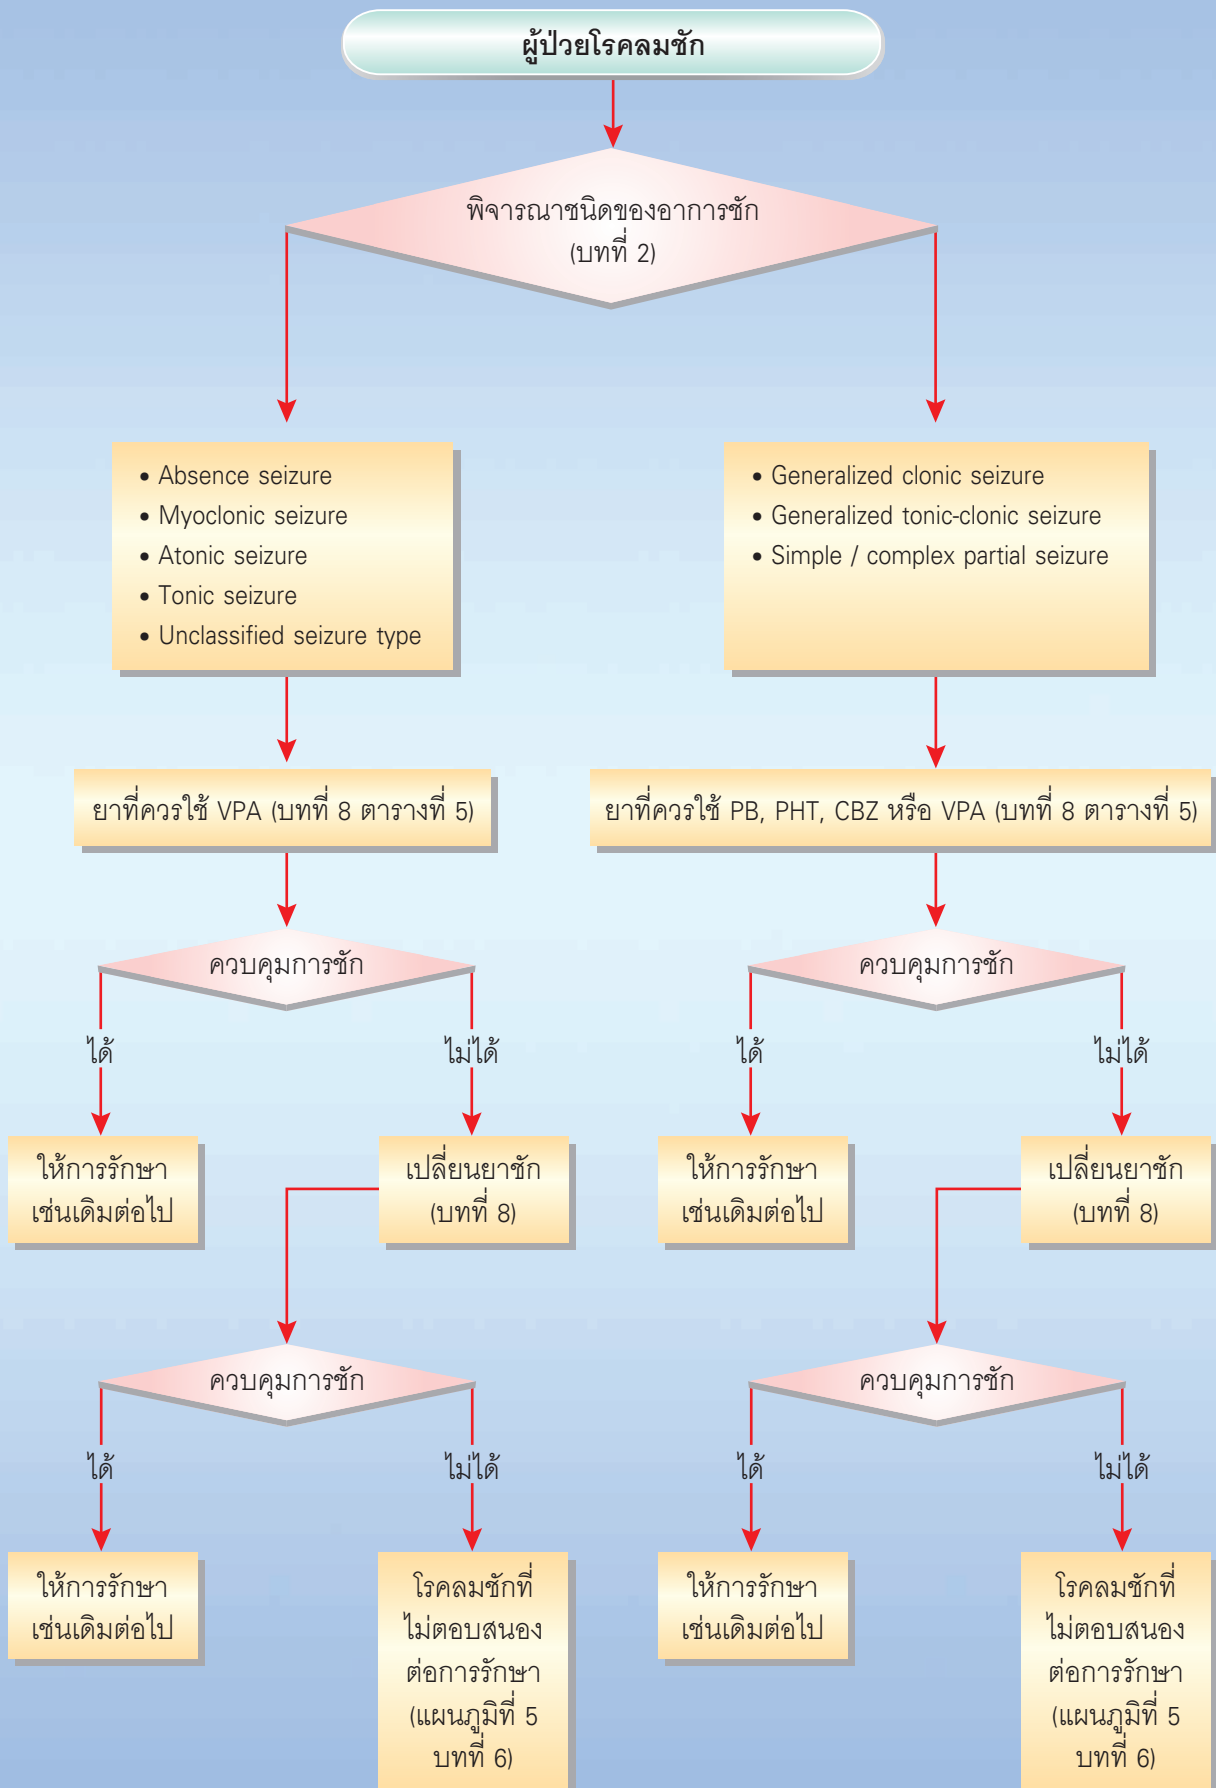 ผู้ป่วยโรคลมชัก
พิจารณาชนิดของอาการชัก
(บทที่ 2)
• Absence seizure
• Myoclonic seizure
• Atonic seizure
• Tonic seizure
• Unclassified seizure type
• Generalized clonic seizure
• Generalized tonic-clonic seizure
• Simple / complex partial seizure
ยาที่ควรใช้ VPA (บทที่ 8 ตารางที่ 5)
ยาที่ควรใช้ PB, PHT, CBZ หรือ VPA (บทที่ 8 ตารางที่ 5)
ควบคุมการชัก
ควบคุมการชัก
ได้
ไม่ได้
ได้
ไม่ได้
ให้การรักษา
เช่นเดิมต่อไป
เปลี่ยนยาชัก
(บทที่ 8)
ให้การรักษา
เช่นเดิมต่อไป
เปลี่ยนยาชัก
(บทที่ 8)
ควบคุมการชัก
ควบคุมการชัก
ได้
ไม่ได้
ได้
ไม่ได้
ให้การรักษา
เช่นเดิมต่อไป
โรคลมชักที่
ไม่ตอบสนอง
ต่อการรักษา
(แผนภูมิที่ 5
บทที่ 6)
ให้การรักษา
เช่นเดิมต่อไป
โรคลมชักที่
ไม่ตอบสนอง
ต่อการรักษา
(แผนภูมิที่ 5
บทที่ 6)